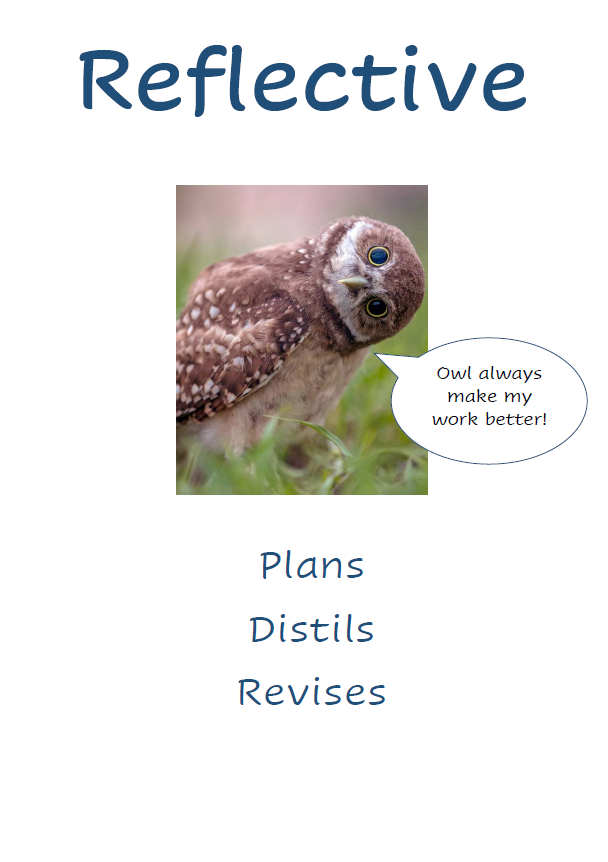 Reflective
Owl always
make my
work better!
Plans
Distils
Revises